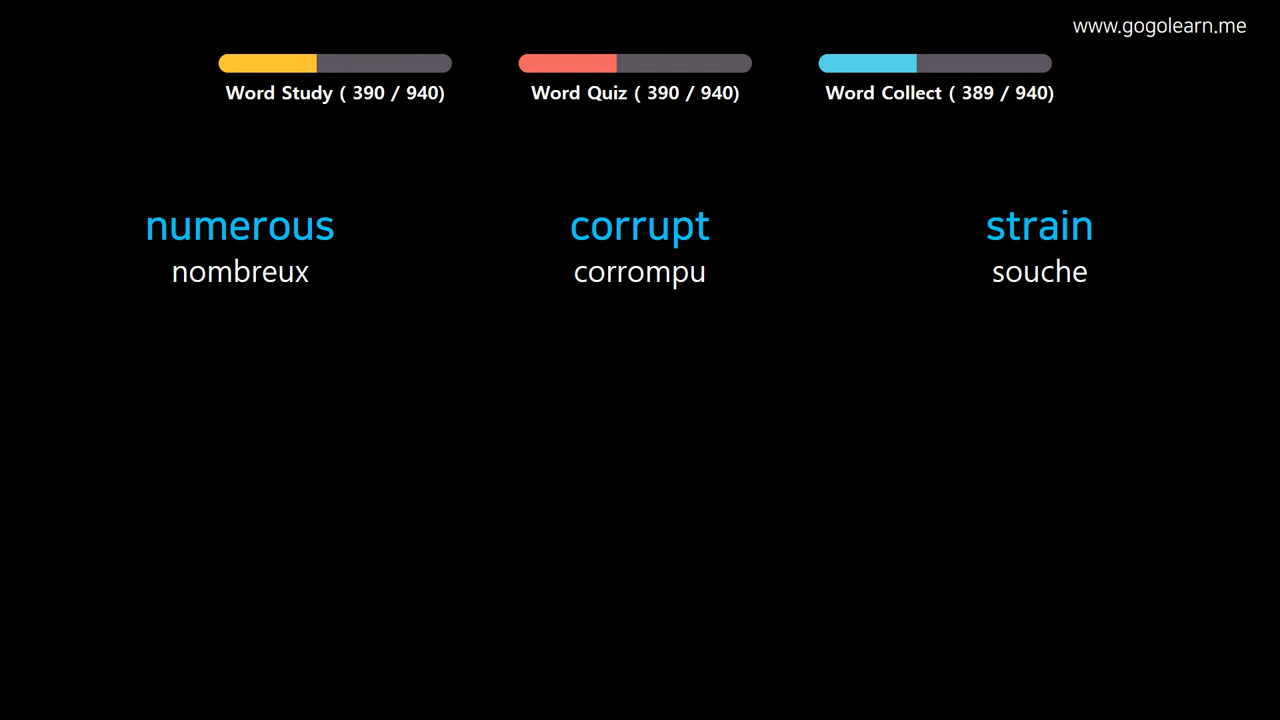 www.gogolearn.me
Word Study ( 390 / 940)
Word Quiz ( 390 / 940)
Word Collect ( 389 / 940)
numerous
nombreux
corrupt
corrompu
strain
souche